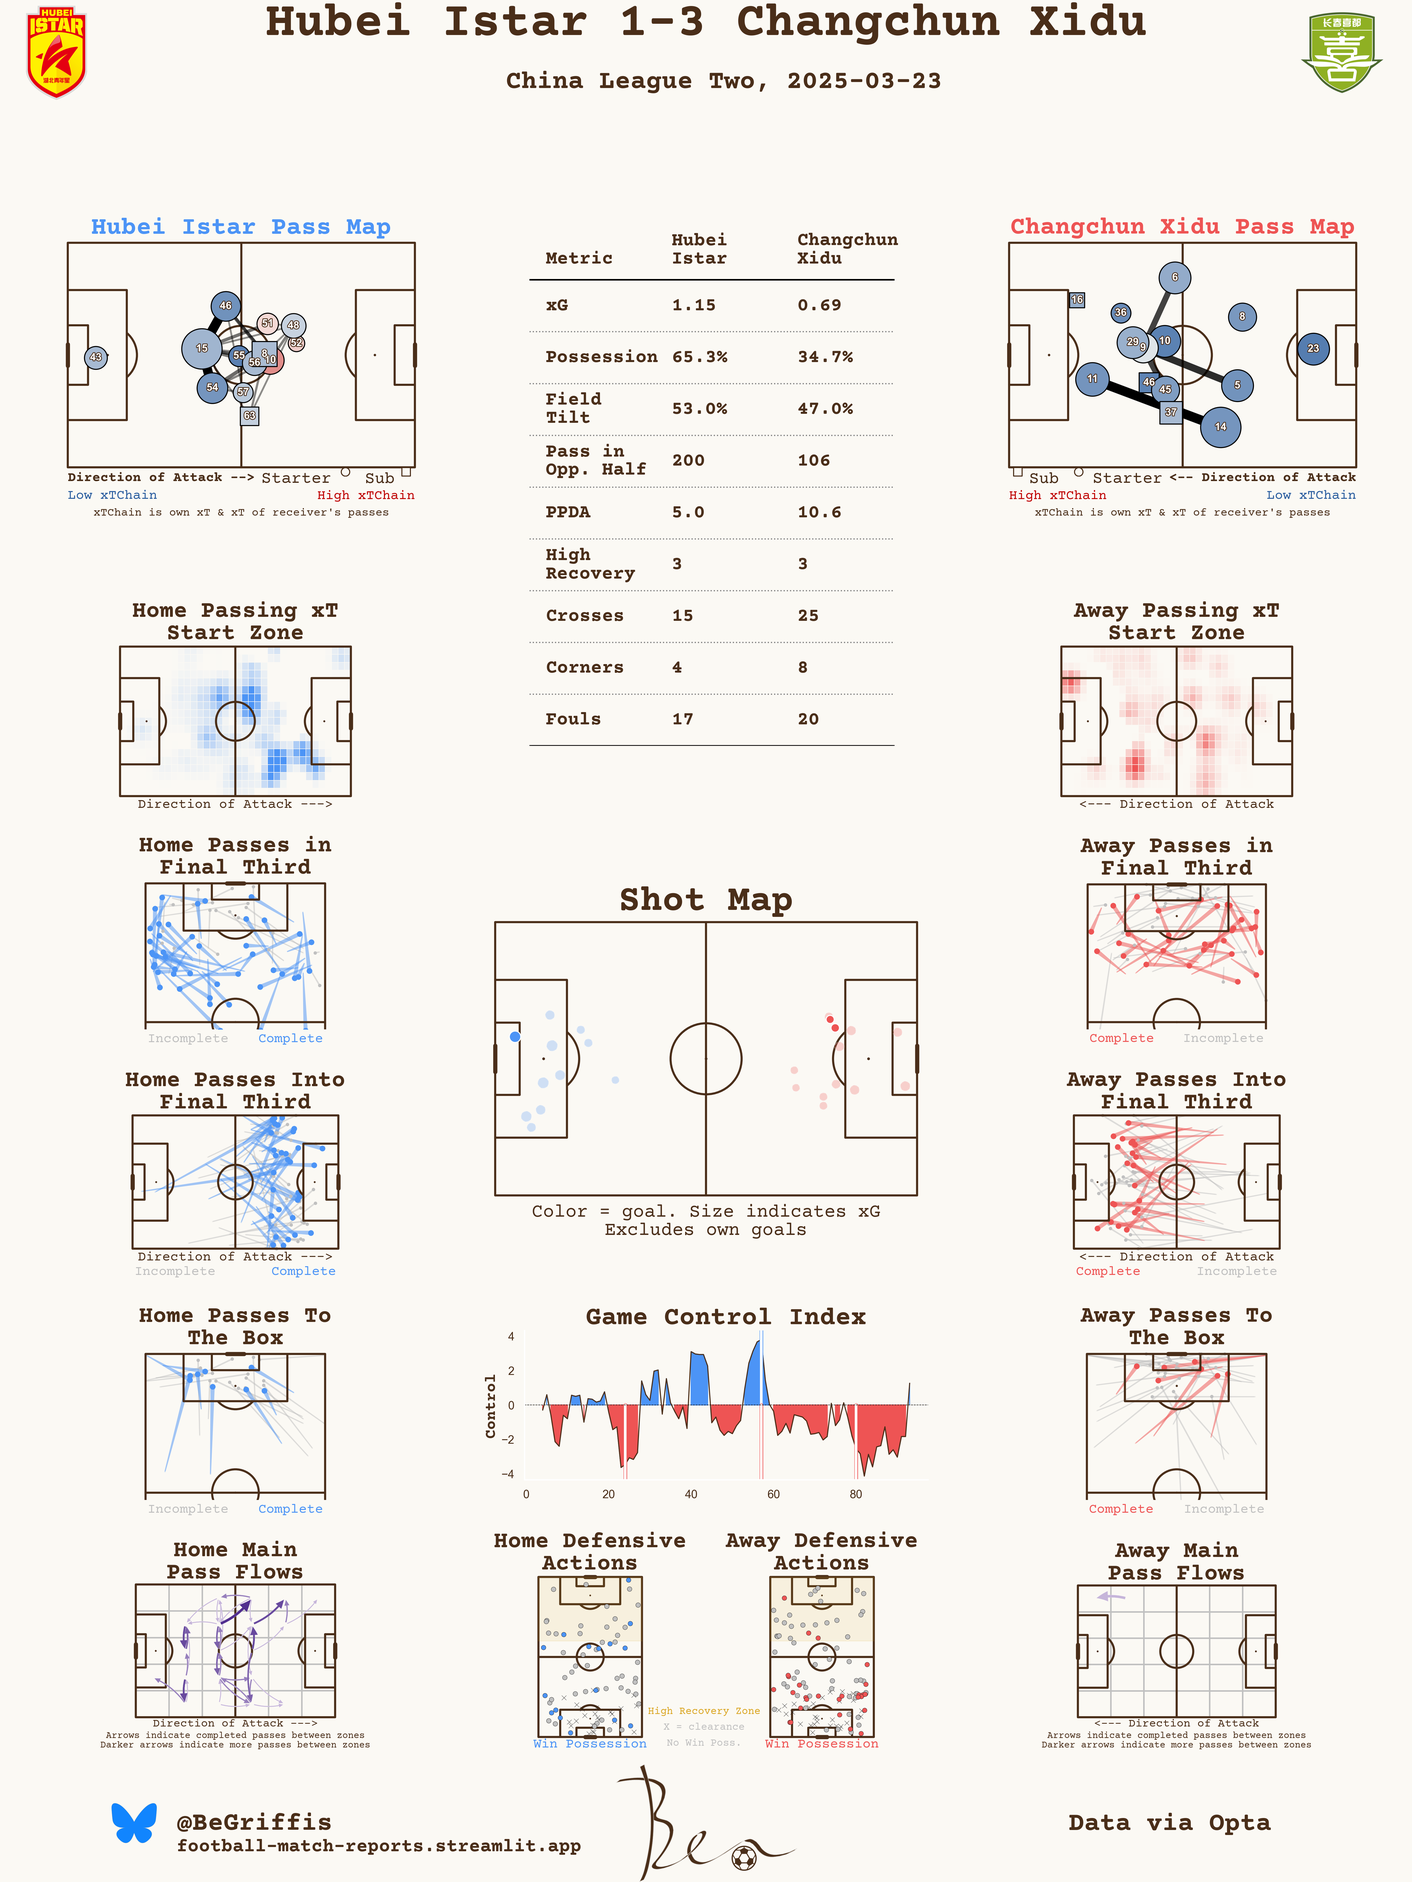 Hubei Istar 1-3 Changchun Xidu
China League Two, 2025-03-23
HUBEI
ISTAR
湖北青年星
长春喜都
喜
Hubei Istar Pass Map
46
51
48
52
15
43
55
8
56
10
54
57
63
Direction of Attack --> Starter Sub
Low xTChain High xTChain
xTChain is own xT & xT of receiver's passes
Metric Hubei Istar Changchun Xidu
xG 1.15 0.69
Possession 65.3% 34.7%
Field Tilt 53.0% 47.0%
Pass in Opp. Half 200 106
PPDA 5.0 10.6
High Recovery 3 3
Crosses 15 25
Corners 4 8
Fouls 17 20
Changchun Xidu Pass Map
6
16
36
8
29
9
10
23
11
46
45
5
37
14
Sub Starter <-- Direction of Attack
High xTChain Low xTChain
xTChain is own xT & xT of receiver's passes
Home Passing xT
Start Zone
Direction of Attack --->
Away Passing xT
Start Zone
<--- Direction of Attack
Home Passes in
Final Third
Incomplete Complete
Away Passes in
Final Third
Complete Incomplete
Shot Map
Color = goal. Size indicates xG
Excludes own goals
Home Passes Into
Final Third
Direction of Attack --->
Incomplete Complete
Away Passes Into
Final Third
<--- Direction of Attack
Complete Incomplete
Home Passes To
The Box
Incomplete Complete
Game Control Index
Control
4
2
0
−2
−4
0 20 40 60 80
Away Passes To
The Box
Complete Incomplete
Home Main
Pass Flows
Direction of Attack --->
Arrows indicate completed passes between zones
Darker arrows indicate more passes between zones
Home Defensive
Actions
Win Possession
Away Defensive
Actions
Win Possession
High Recovery Zone
X = clearance
No Win Poss.
Away Main
Pass Flows
<--- Direction of Attack
Arrows indicate completed passes between zones
Darker arrows indicate more passes between zones
@BeGriffis
football-match-reports.streamlit.app
Ben
Data via Opta